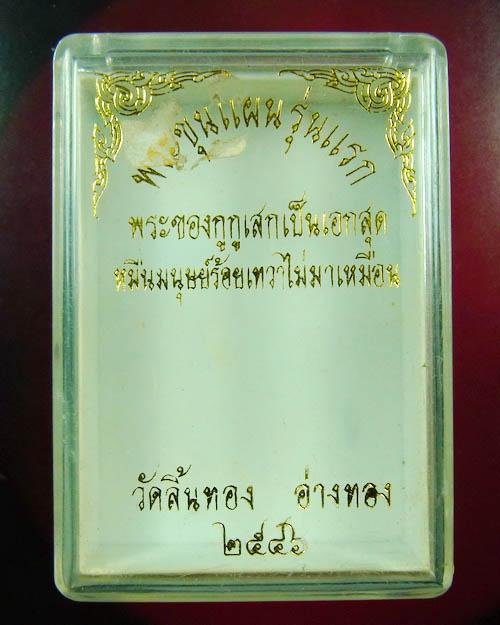 พระขุนแผนรุ่นแรก
พระของกูกูเสกเป็นเอกสุด
หมื่นมนุษย์ร้อยเทวาไม่มาเหมือน
วัดลิ้นทอง อ่างทอง
๒๕๔๖